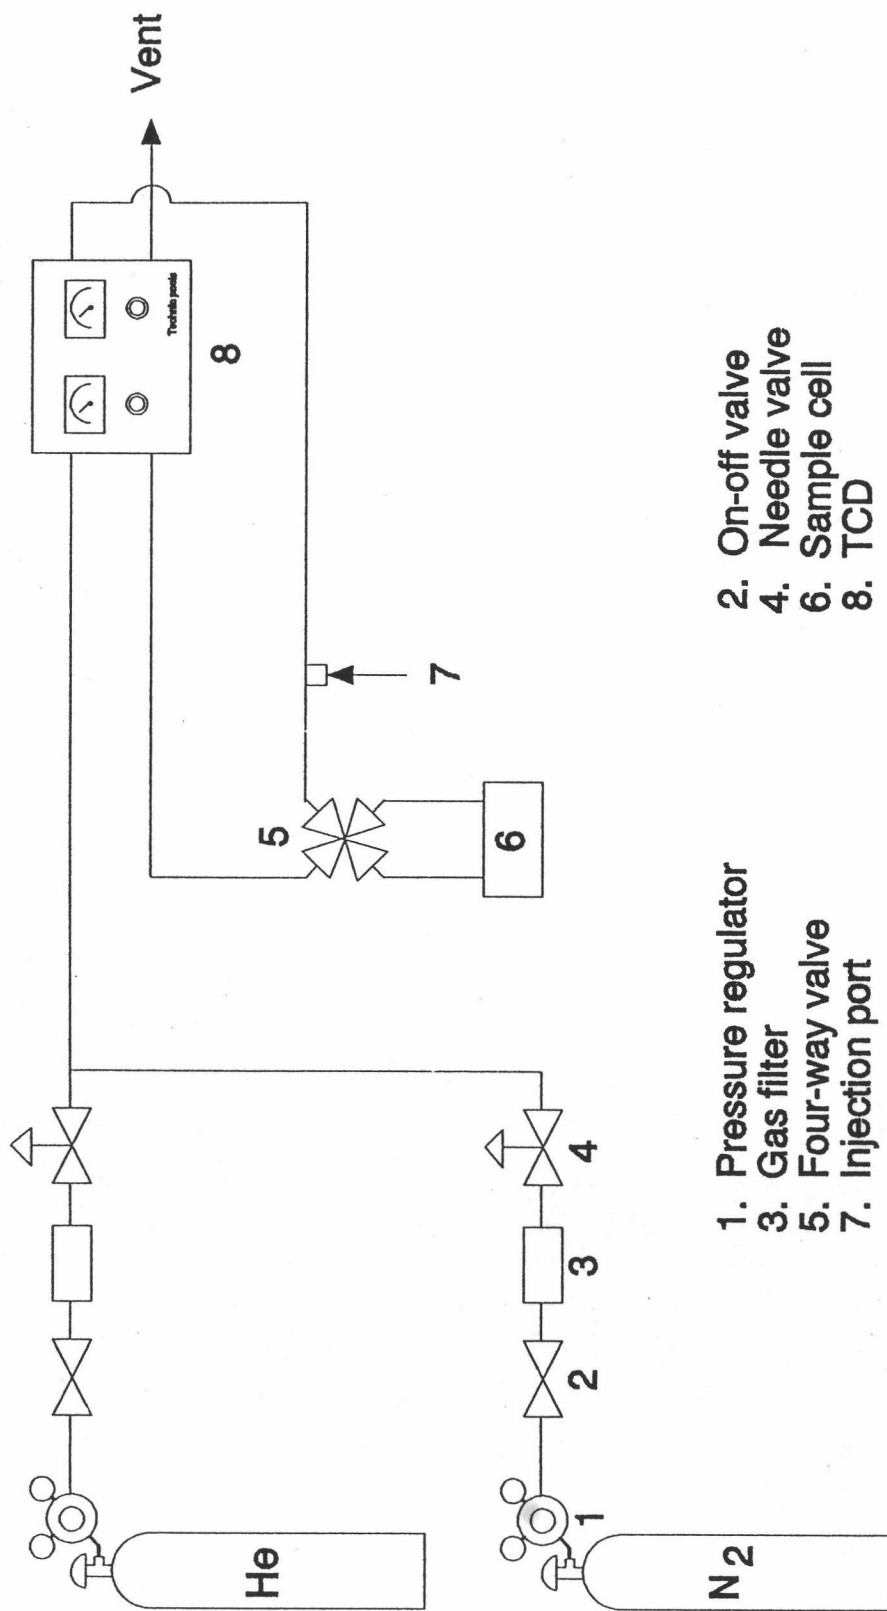 Vent
8
Technic pools
7
5
6
4
3
2
1
He
N2
1. Pressure regulator
3. Gas filter
5. Four-way valve
7. Injection port
2. On-off valve
4. Needle valve
6. Sample cell
8. TCD